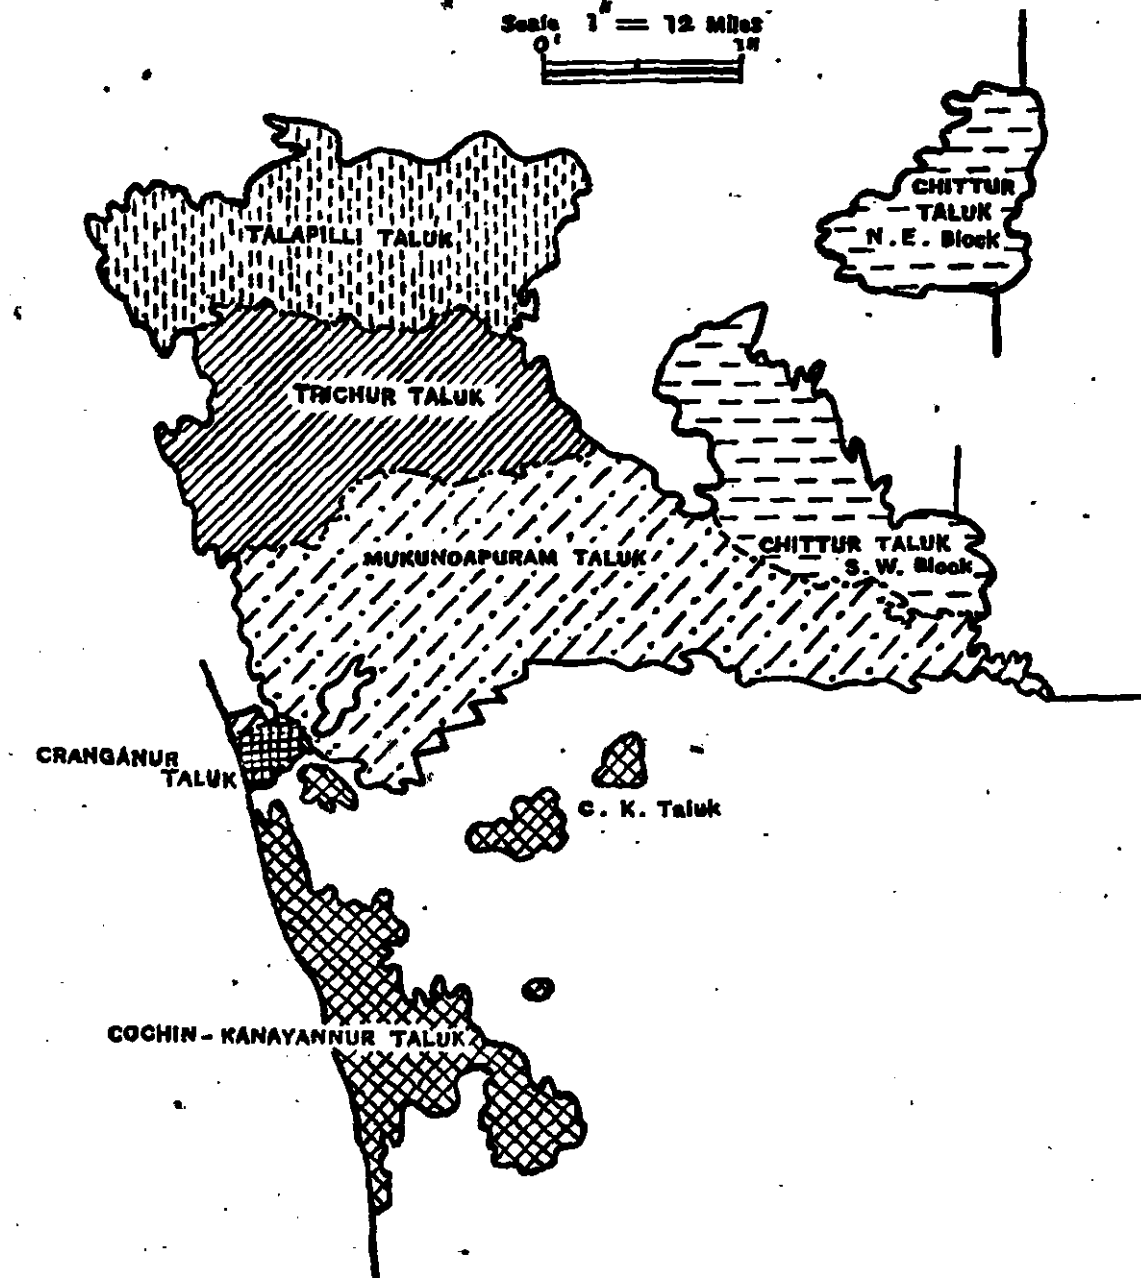 Scale 1" = 12 Miles
0' 1"
CHITTUR
TALUK
N.E. Block
TALAPILLI TALUK
TRICHUR TALUK
MUKUNDAPURAM TALUK
CHITTUR TALUK
S.W. Block
CRANGANUR
TALUK
C. K. Taluk
COCHIN-KANAYANNUR TALUK